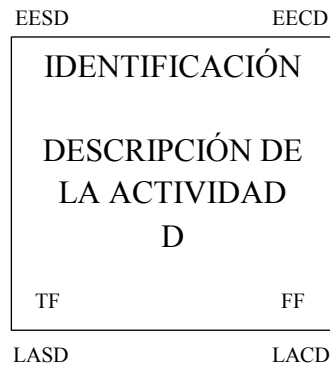 EESD EECD
IDENTIFICACIÓN
DESCRIPCIÓN DE
LA ACTIVIDAD
D
TF FF
LASD LACD